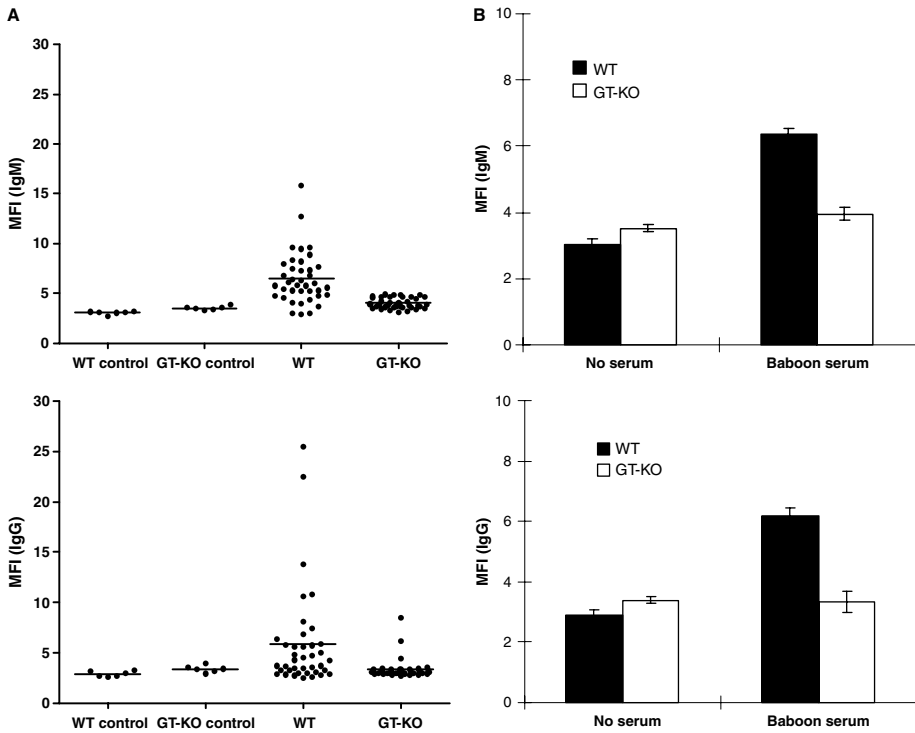 A
MFI (IgM)
30
25
20
15
10
5
0
WT control
GT-KO control
WT
GT-KO
B
MFI (IgM)
10
8
6
4
2
0
WT
GT-KO
No serum
Baboon serum
MFI (IgG)
30
25
20
15
10
5
0
WT control
GT-KO control
WT
GT-KO
MFI (IgG)
10
8
6
4
2
0
WT
GT-KO
No serum
Baboon serum